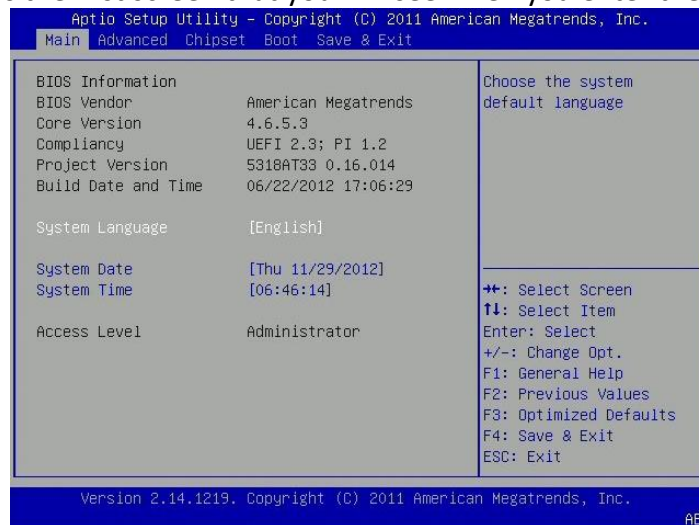 Aptio Setup Utility - Copyright (C) 2011 American Megatrends, Inc.
Main Advanced Chipset Boot Save & Exit
BIOS Information
BIOS Vendor American Megatrends
Core Version 4.6.5.3
Compliancy UEFI 2.3; PI 1.2
Project Version 5318AT33 0.16.014
Build Date and Time 06/22/2012 17:06:29
System Language [English]
System Date [Thu 11/29/2012]
System Time [06:46:14]
Access Level Administrator
Choose the system
default language
→←: Select Screen
↑↓: Select Item
Enter: Select
+/-: Change Opt.
F1: General Help
F2: Previous Values
F3: Optimized Defaults
F4: Save & Exit
ESC: Exit
Version 2.14.1219. Copyright (C) 2011 American Megatrends, Inc.